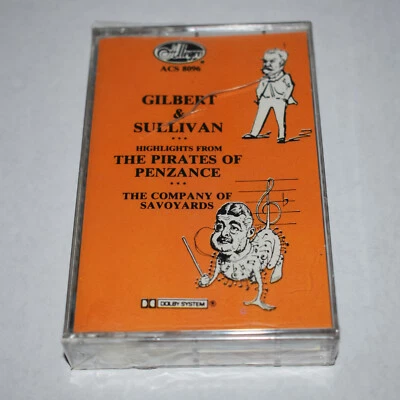 ACS 8096
GILBERT
&
SULLIVAN
***
HIGHLIGHTS FROM
THE PIRATES OF
PENZANCE
***
THE COMPANY OF
SAVOYARDS
DOLBY SYSTEM ®